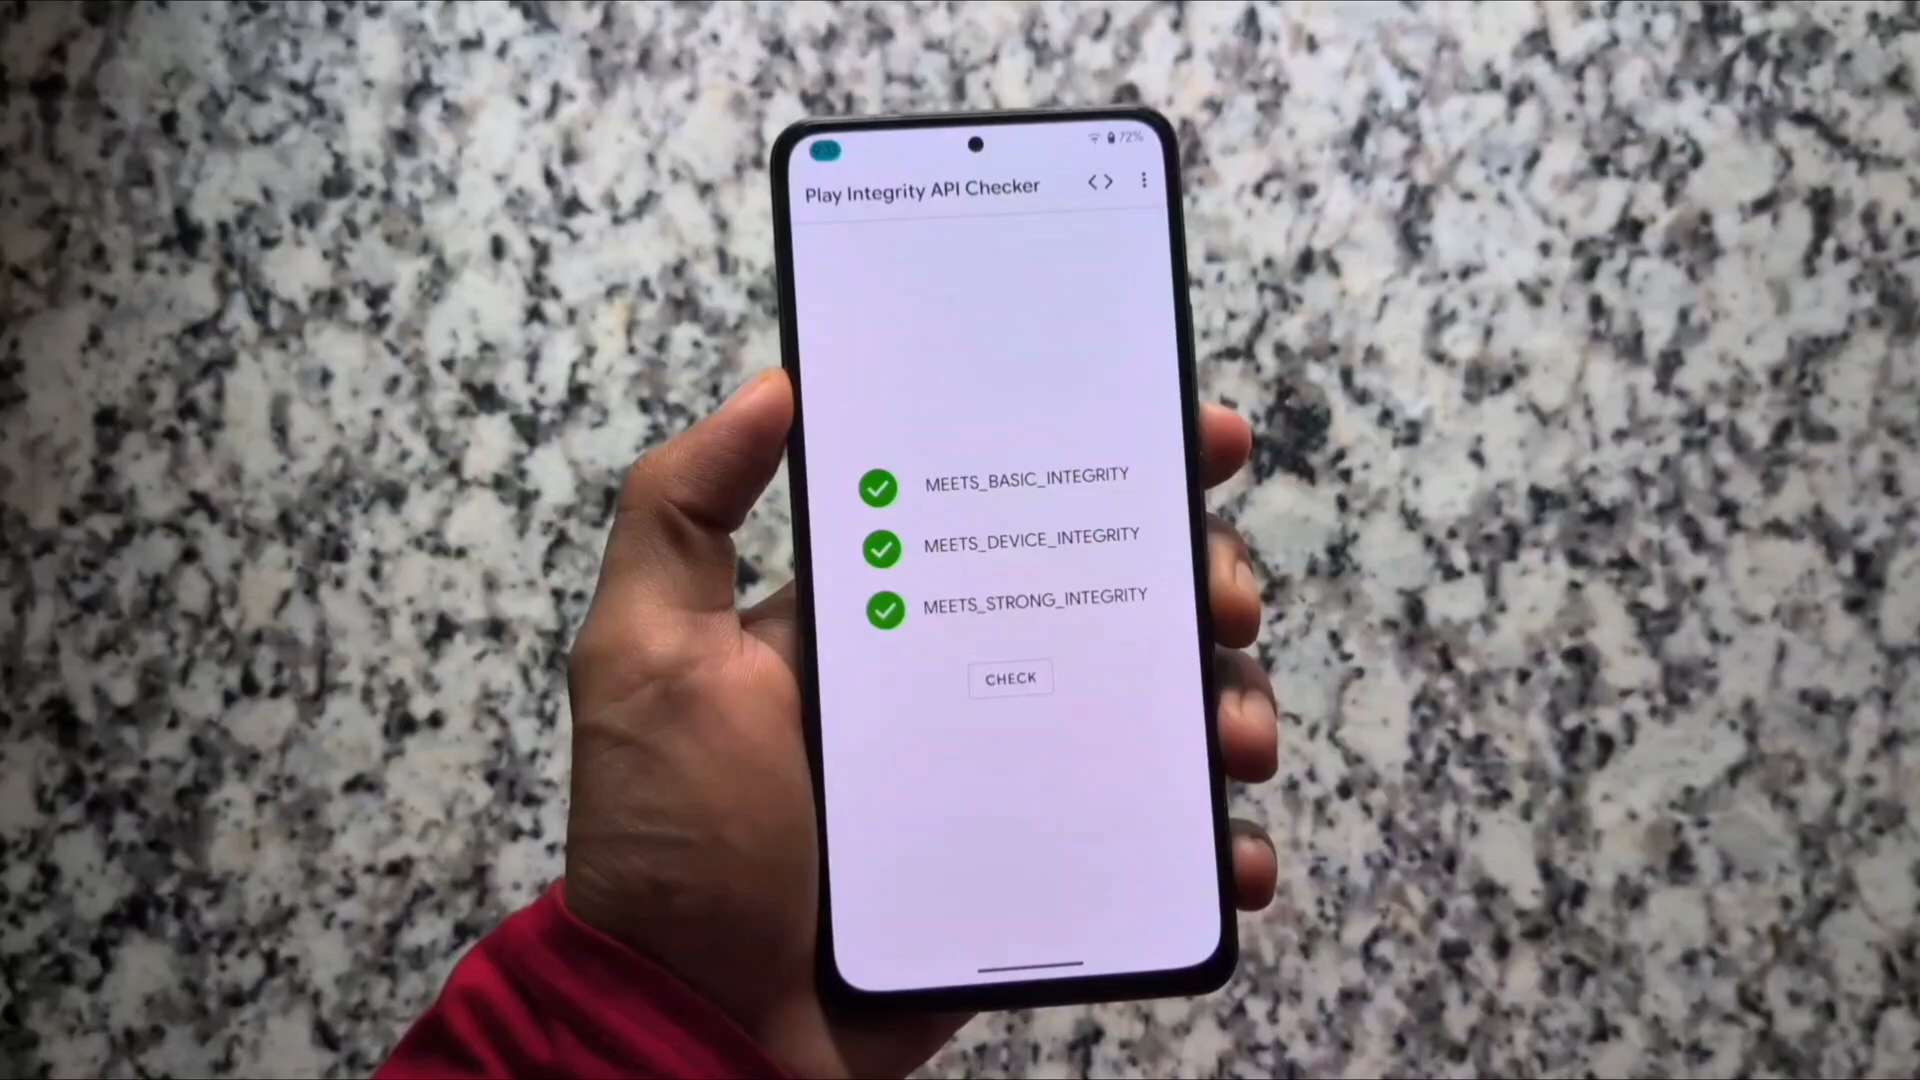 72%
Play Integrity API Checker
MEETS_BASIC_INTEGRITY
MEETS_DEVICE_INTEGRITY
MEETS_STRONG_INTEGRITY
CHECK